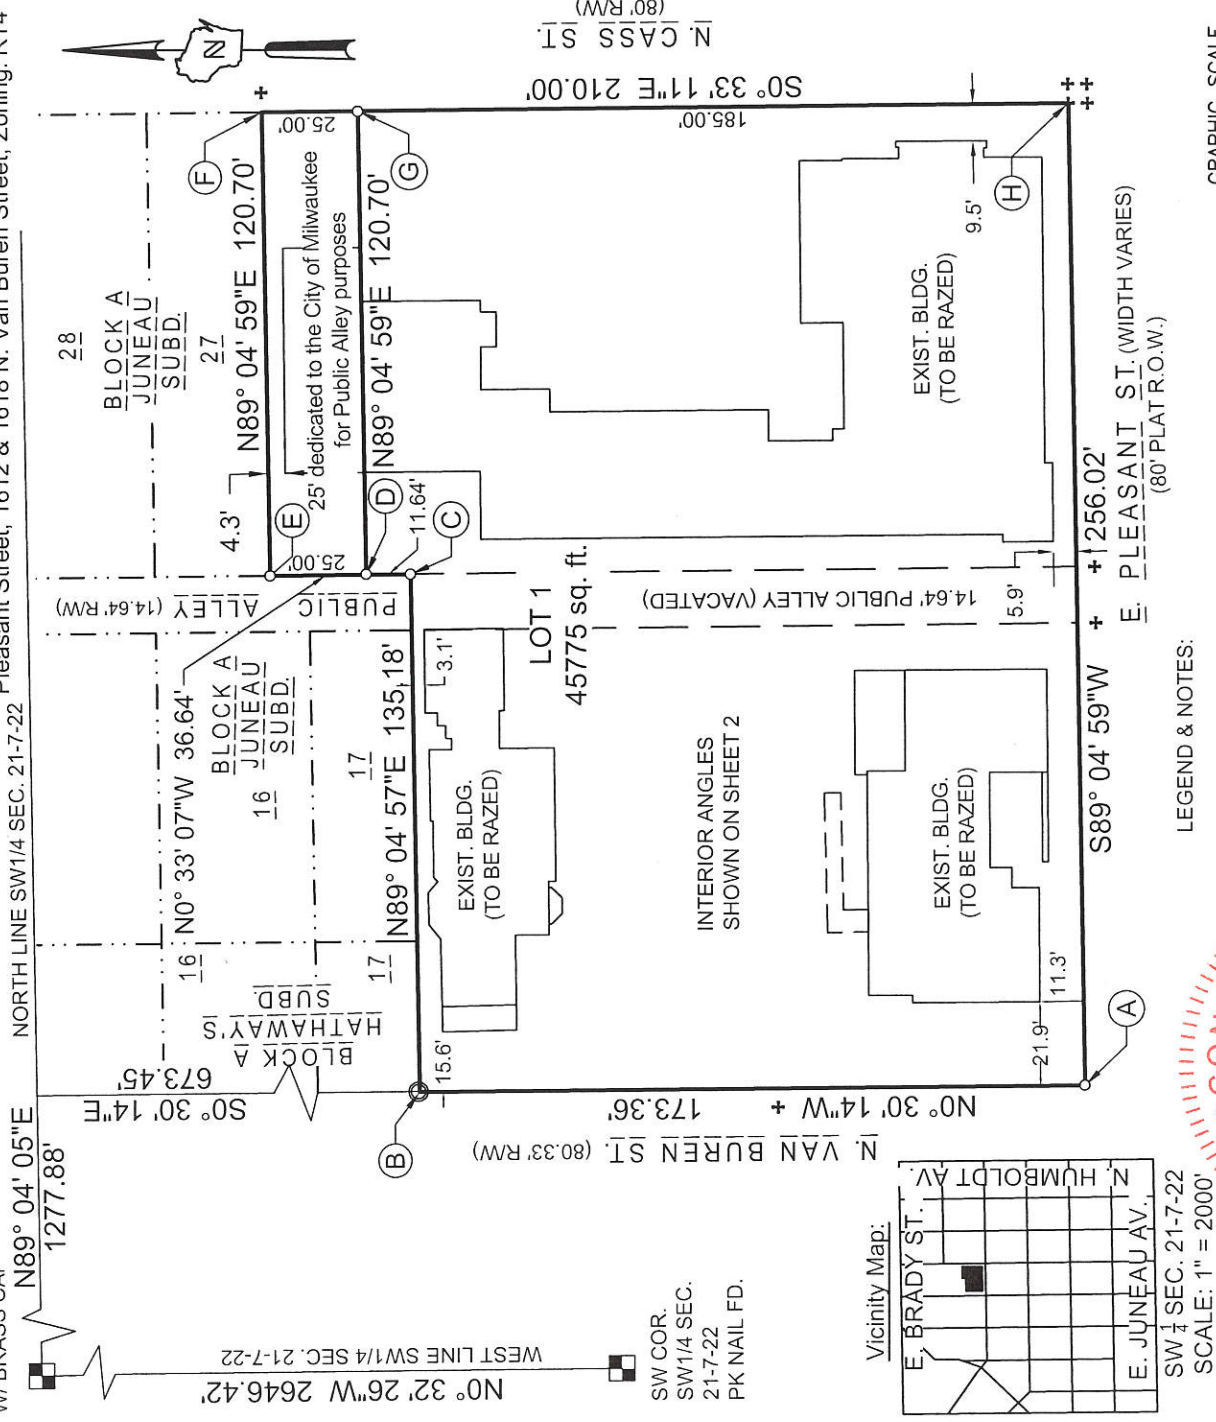 Pleasant Street, 1612 & 1618 N. Van Buren Street, Zoning: RT4
W/ BRASS CAP
N89° 04' 05"E
1277.88'
NORTH LINE SW1/4 SEC. 21-7-22
N
N. CASS ST.
(80' R/W)
S0° 33' 11"E 210.00'
185.00'
25.00'
F
G
H
28
BLOCK A
JUNEAU
SUBD.
27
N89° 04' 59"E 120.70'
25' dedicated to the City of Milwaukee
for Public Alley purposes
N89° 04' 59"E 120.70'
4.3'
E
25.00'
D
11.64'
C
PUBLIC ALLEY (14.64' R/W)
N0° 33' 07"W 36.64'
BLOCK A
JUNEAU
SUBD.
16
17
N89° 04' 57"E 135.18'
3.1'
16
17
BLOCK A
HATHAWAY'S
SUBD.
S0° 30' 14"E
673.45'
15.6'
B
LOT 1
45775 sq. ft.
14.64' PUBLIC ALLEY (VACATED)
5.9'
EXIST. BLDG.
(TO BE RAZED)
9.5'
EXIST. BLDG.
(TO BE RAZED)
INTERIOR ANGLES
SHOWN ON SHEET 2
EXIST. BLDG.
(TO BE RAZED)
11.3'
21.9'
A
N0° 30' 14"W
173.36'
N. VAN BUREN ST. (80.33' R/W)
S89° 04' 59"W
256.02'
E. PLEASANT ST. (WIDTH VARIES)
(80' PLAT R.O.W.)
WEST LINE SW1/4 SEC. 21-7-22
N0° 32' 26"W 2646.42'
SW COR.
SW1/4 SEC.
21-7-22
PK NAIL FD.
Vicinity Map:
E. BRADY ST.
N. HUMBOLDT AV.
E. JUNEAU AV.
SW 1/4 SEC. 21-7-22
SCALE: 1" = 2000'
LEGEND & NOTES:
GRAPHIC SCALE